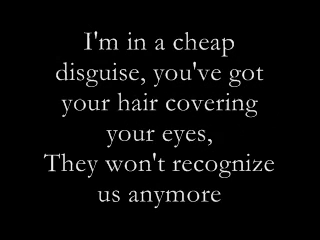 I'm in a cheap
disguise, you've got
your hair covering
your eyes,
They won't recognize
us anymore